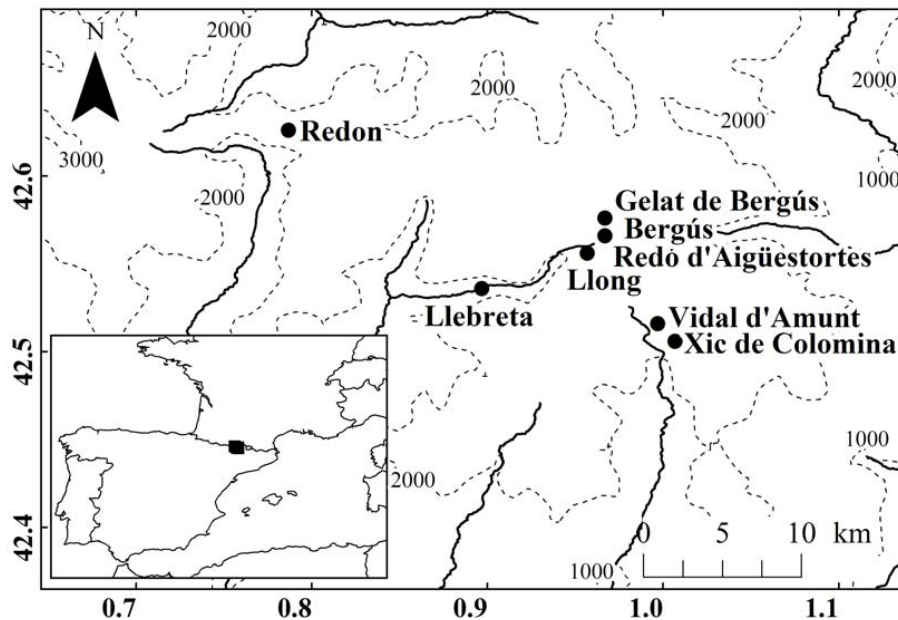 N
2000
2000
2000
2000
Redon
3000
2000
1000
42.6
Gelat de Bergús
Bergús
Redó d'Aigüestortes
Llong
Llebreta
Vidal d'Amunt
Xic de Colomina
42.5
1000
2000
42.4
0 5 10 km
1000
0.7 0.8 0.9 1.0 1.1